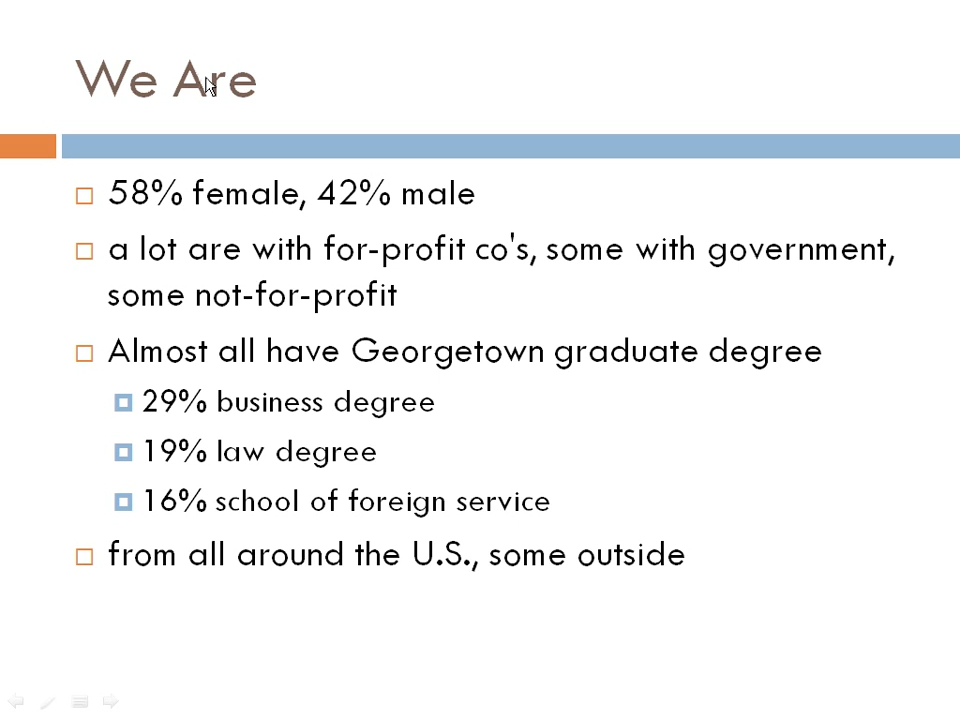 We Are
58% female, 42% male
a lot are with for-profit co's, some with government,
some not-for-profit
Almost all have Georgetown graduate degree
29% business degree
19% law degree
16% school of foreign service
from all around the U.S., some outside